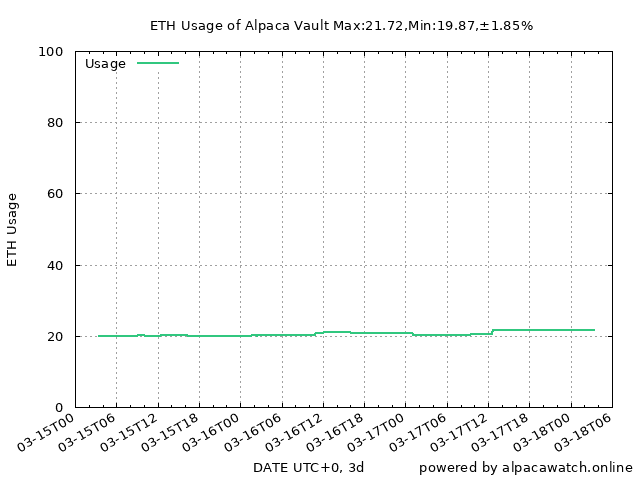 ETH Usage of Alpaca Vault Max:21.72,Min:19.87,±1.85%
Usage
ETH Usage
100
80
60
40
20
0
03-15T00
03-15T06
03-15T12
03-15T18
03-16T00
03-16T06
03-16T12
03-16T18
03-17T00
03-17T06
03-17T12
03-17T18
03-18T00
03-18T06
DATE UTC+0, 3d
powered by alpacawatch.online